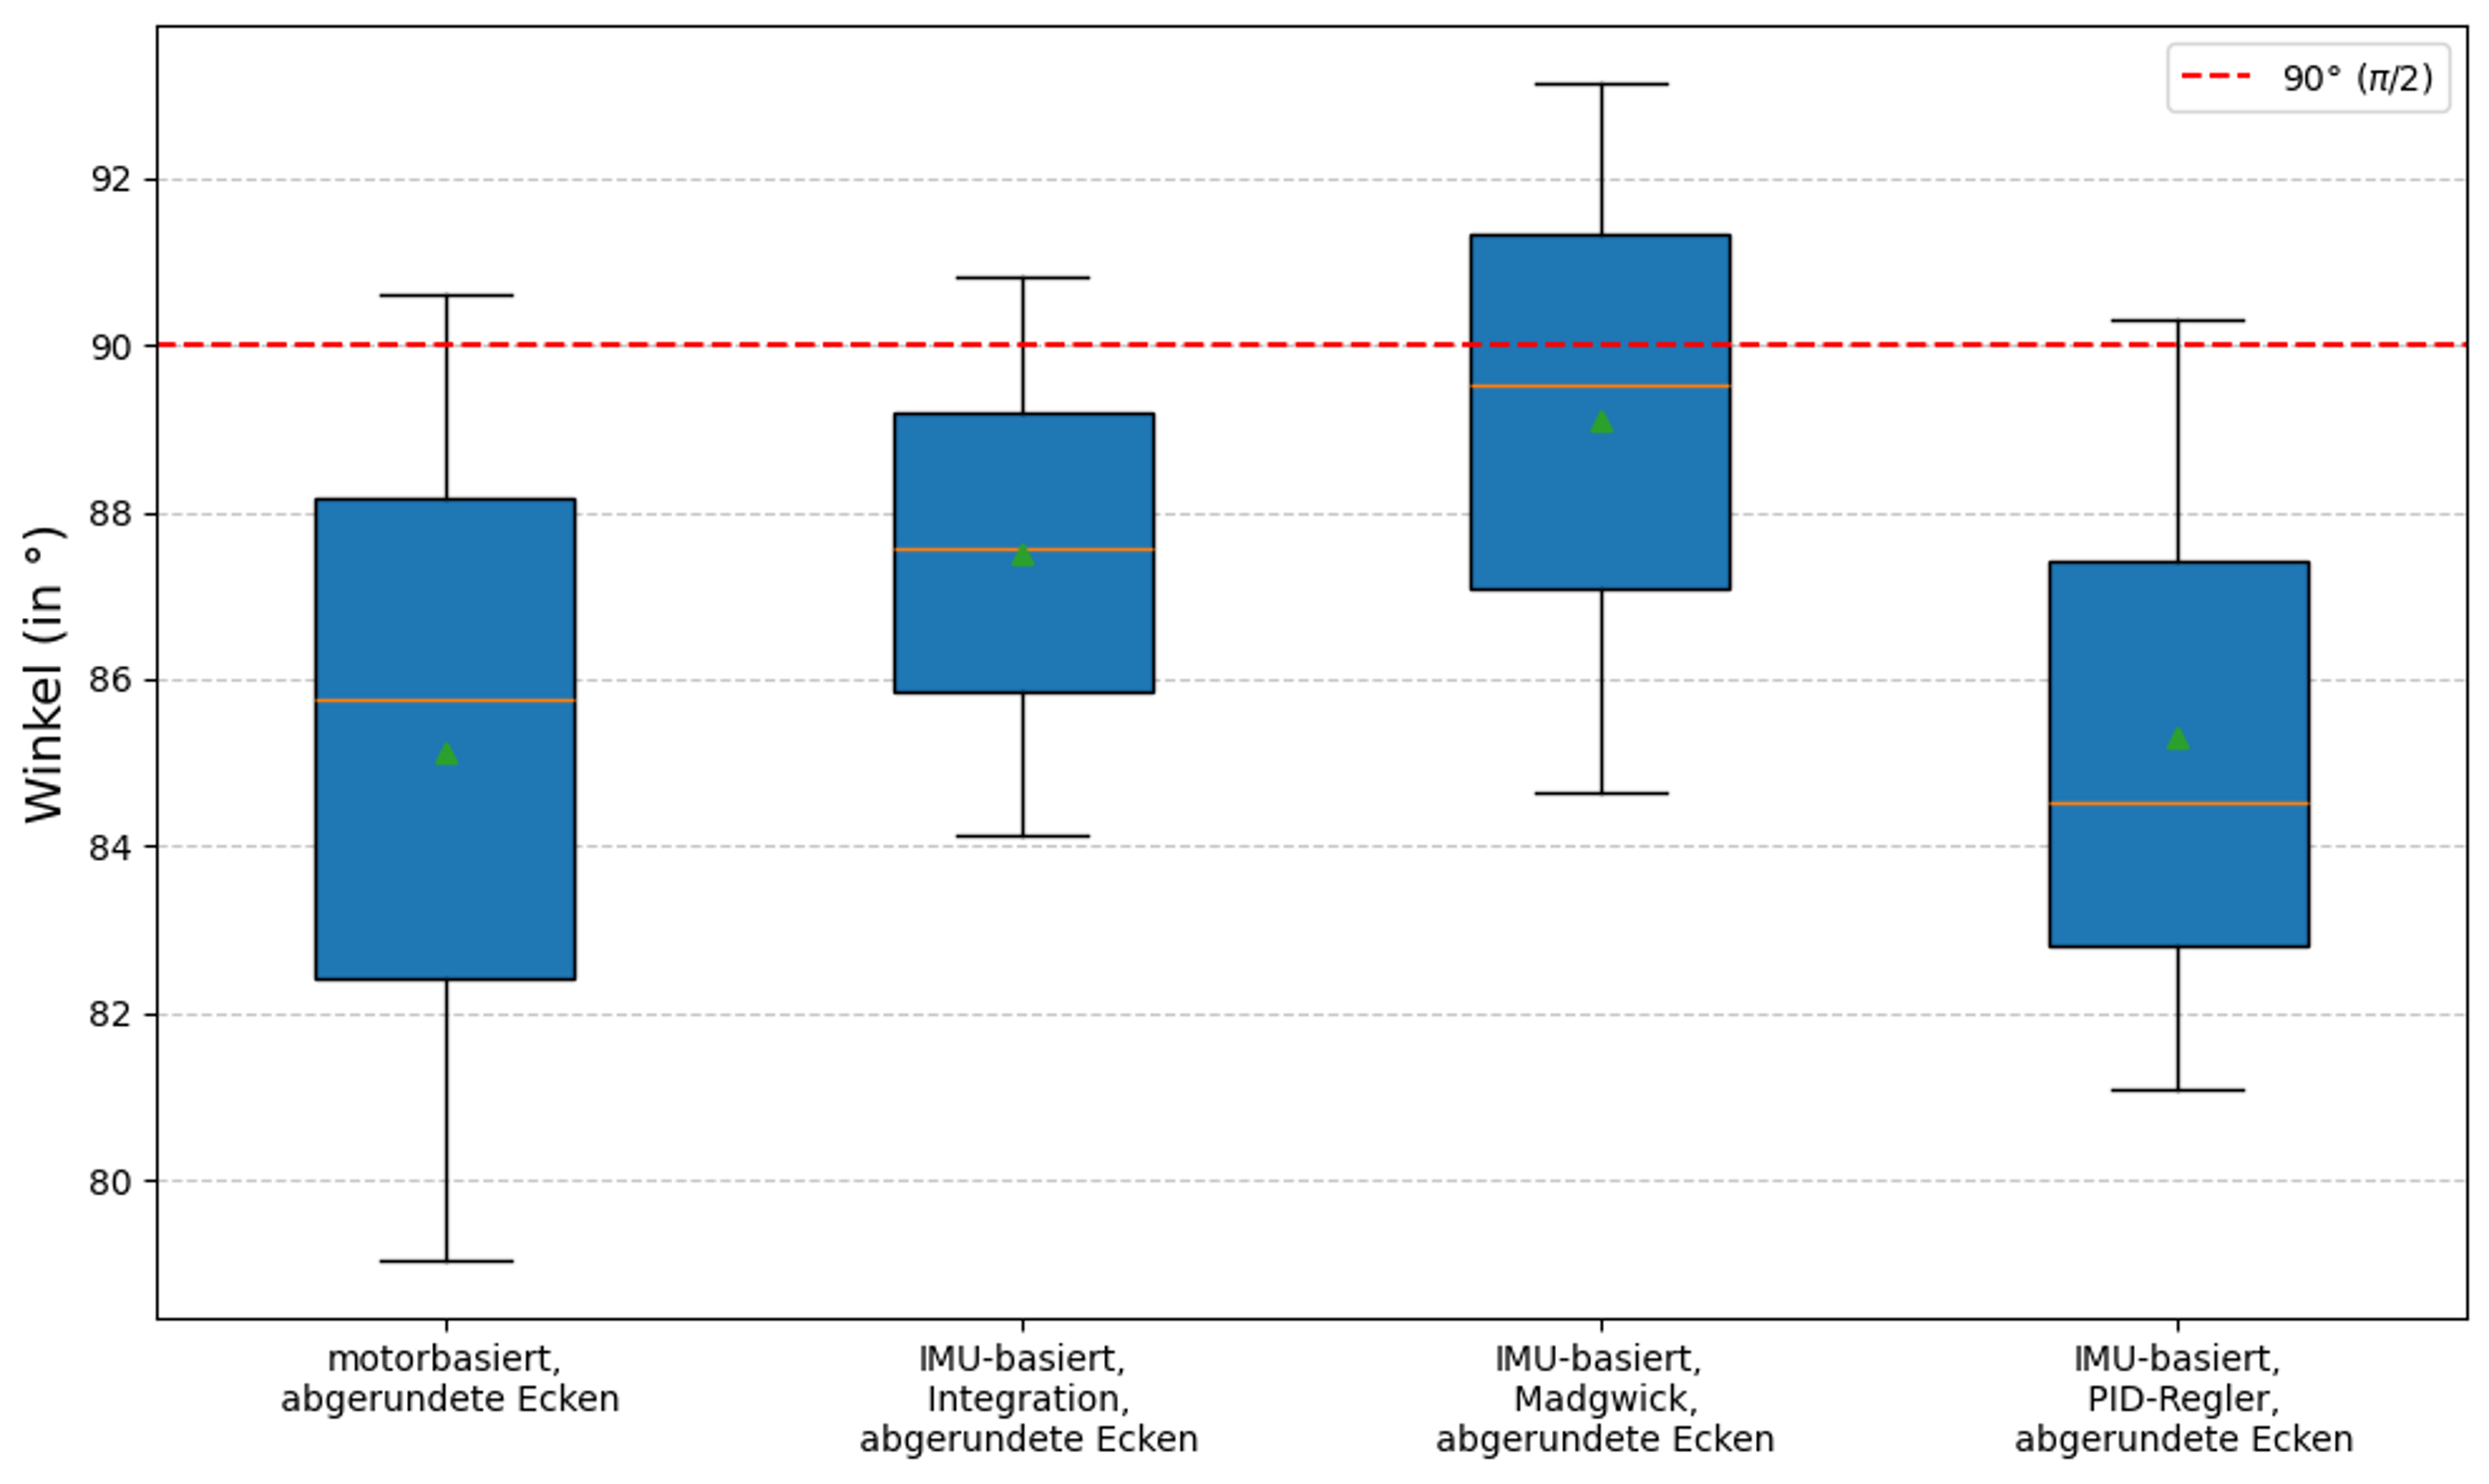 90° (π/2)
92
90
88
86
84
82
80
Winkel (in °)
motorbasiert,
abgerundete Ecken
IMU-basiert,
Integration,
abgerundete Ecken
IMU-basiert,
Madgwick,
abgerundete Ecken
IMU-basiert,
PID-Regler,
abgerundete Ecken